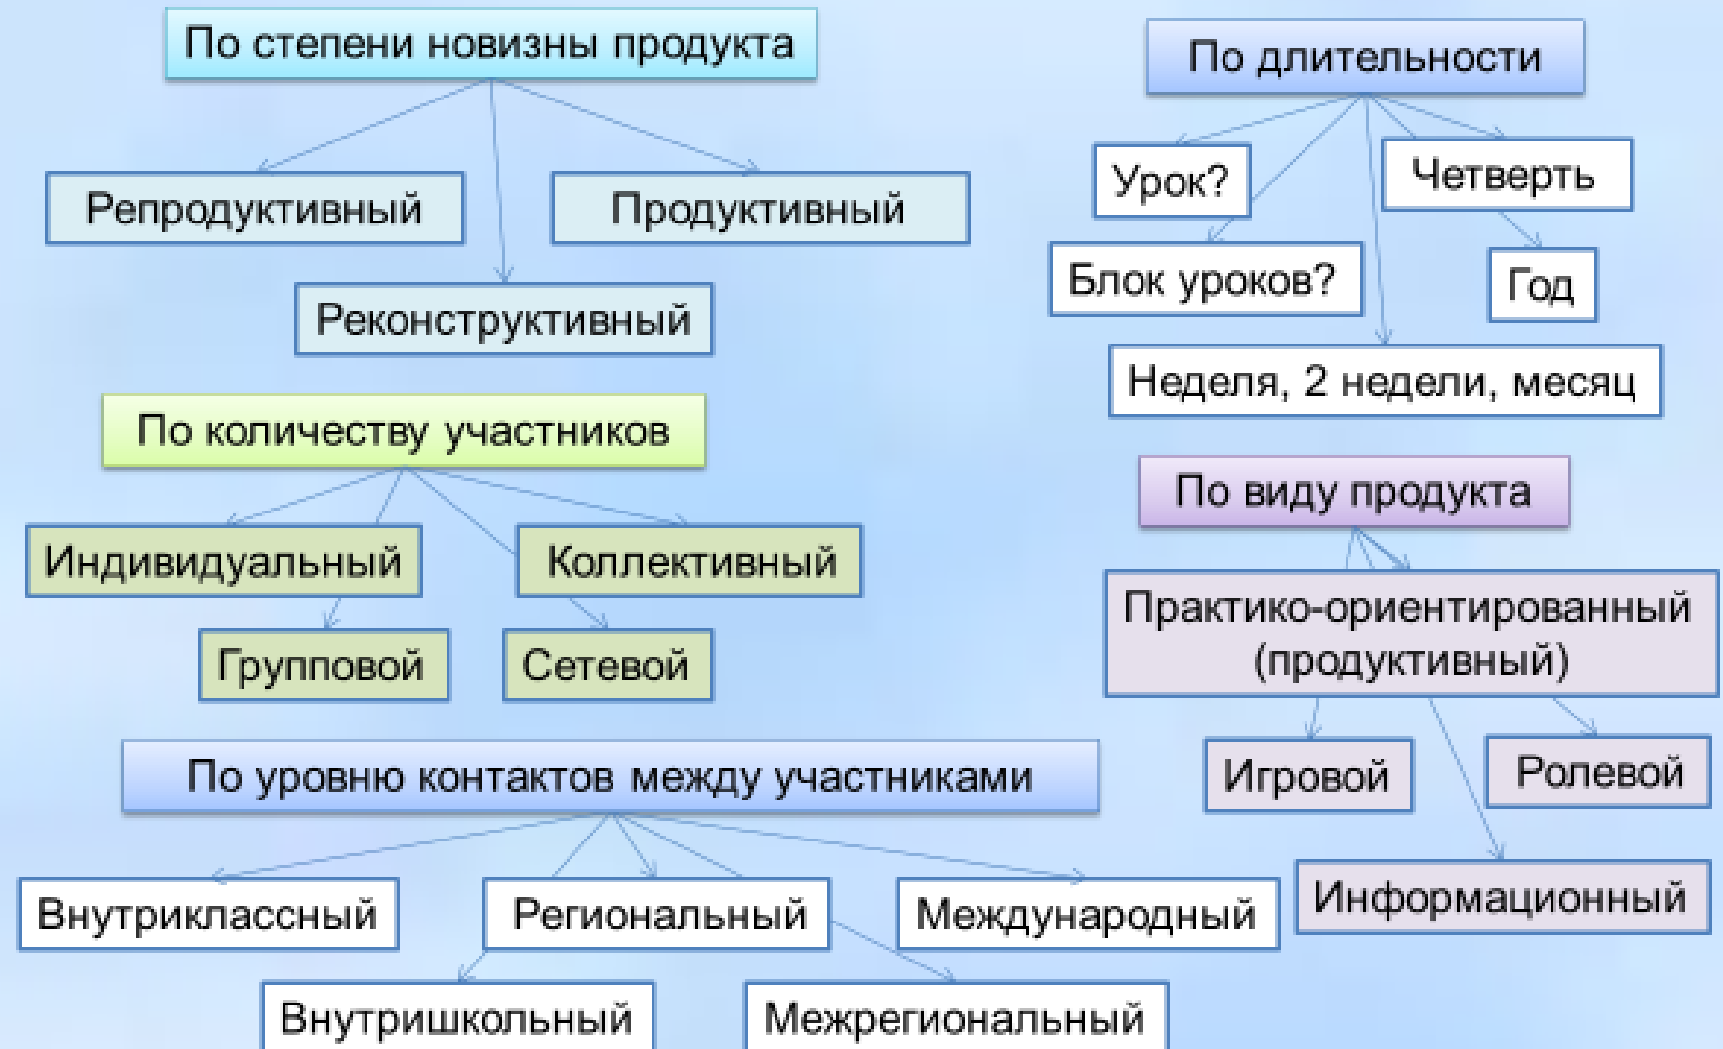 По степени новизны продукта
Репродуктивный
Продуктивный
Реконструктивный
По количеству участников
Индивидуальный
Коллективный
Групповой
Сетевой
По уровню контактов между участниками
Внутриклассный
Региональный
Международный
Внутришкольный
Межрегиональный
По длительности
Урок?
Четверть
Блок уроков?
Год
Неделя, 2 недели, месяц
По виду продукта
Практико-ориентированный
(продуктивный)
Игровой
Ролевой
Информационный